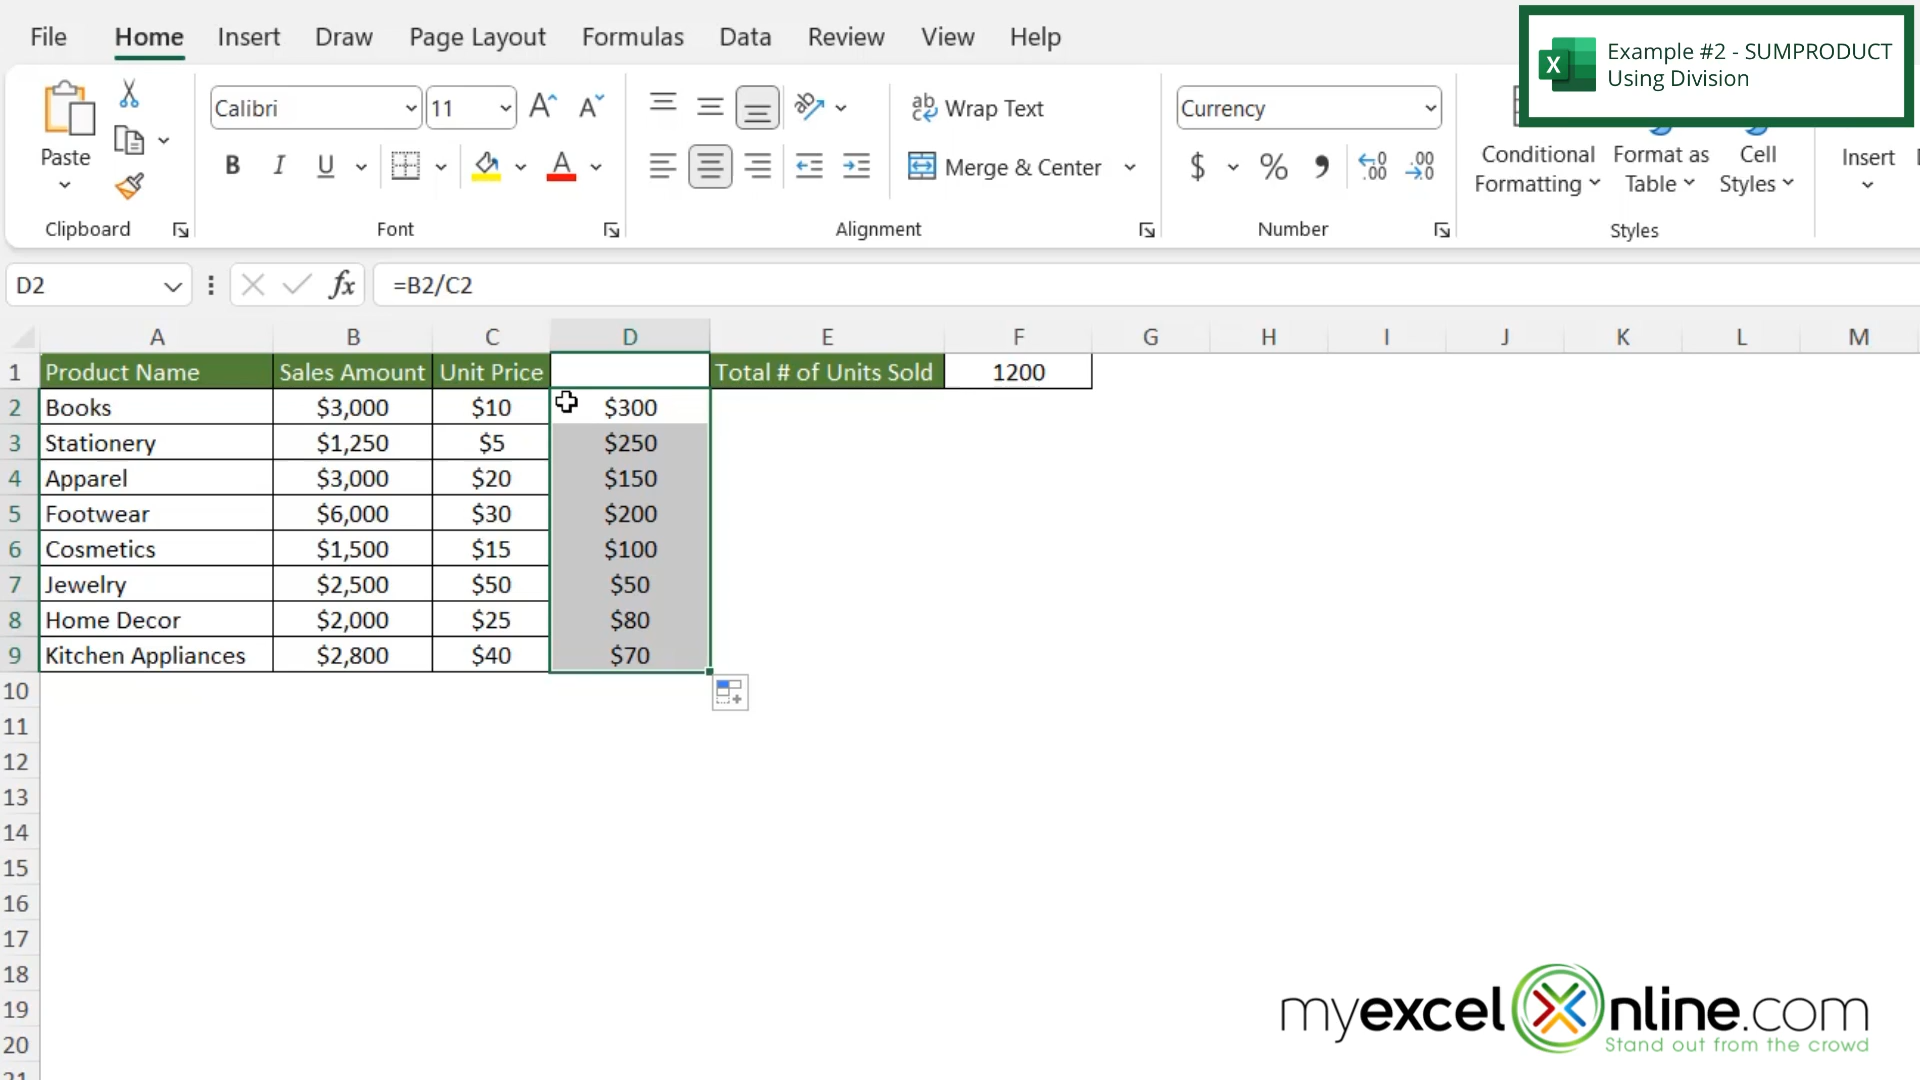 File Home Insert Draw Page Layout Formulas Data Review View Help
Example #2 - SUMPRODUCT
Using Division
Calibri 11 Wrap Text Currency
Paste B I U Merge & Center $ % , Conditional Formatting Format as Table Cell Styles Insert
Clipboard Font Alignment Number Styles
D2 fx =B2/C2
A B C D E F G H I J K L M
1 Product Name Sales Amount Unit Price Total # of Units Sold 1200
2 Books $3,000 $10 $300
3 Stationery $1,250 $5 $250
4 Apparel $3,000 $20 $150
5 Footwear $6,000 $30 $200
6 Cosmetics $1,500 $15 $100
7 Jewelry $2,500 $50 $50
8 Home Decor $2,000 $25 $80
9 Kitchen Appliances $2,800 $40 $70
10
11
12
13
14
15
16
17
18
19
20
myexcelOnline.com
Stand out from the crowd